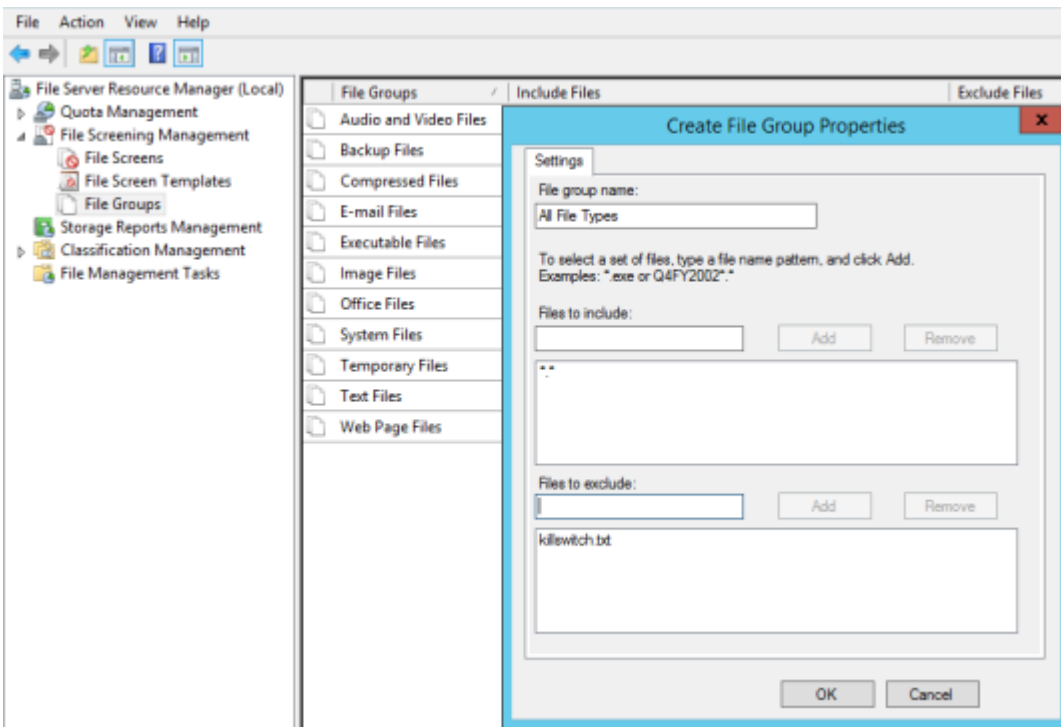 File Action View Help
File Server Resource Manager (Local)
Quota Management
File Screening Management
File Screens
File Screen Templates
File Groups
Storage Reports Management
Classification Management
File Management Tasks
File Groups Include Files Exclude Files
Audio and Video Files
Backup Files
Compressed Files
E-mail Files
Executable Files
Image Files
Office Files
System Files
Temporary Files
Text Files
Web Page Files
Create File Group Properties
x
Settings
File group name:
All File Types
To select a set of files, type a file name pattern, and click Add.
Examples: *.exe or Q4FY2002*.*
Files to include:
Add Remove
*.*
Files to exclude:
Add Remove
killswitch.txt
OK Cancel